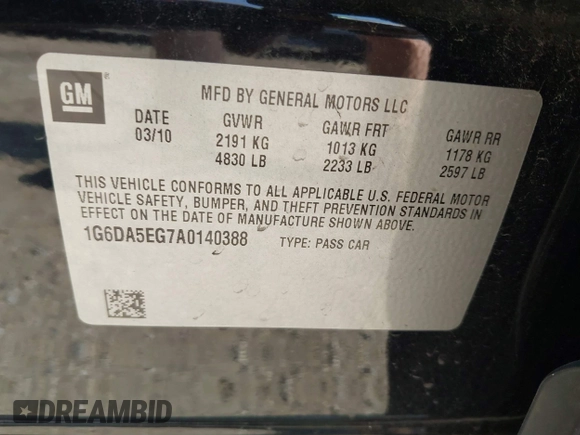 GM
MFD BY GENERAL MOTORS LLC
DATE GVWR GAWR FRT GAWR RR
03/10 2191 KG 1013 KG 1178 KG
4830 LB 2233 LB 2597 LB
THIS VEHICLE CONFORMS TO ALL APPLICABLE U.S. FEDERAL MOTOR
VEHICLE SAFETY, BUMPER, AND THEFT PREVENTION STANDARDS IN
EFFECT ON THE DATE OF MANUFACTURE SHOWN ABOVE.
1G6DA5EG7A0140388 TYPE: PASS CAR
DREAMBID